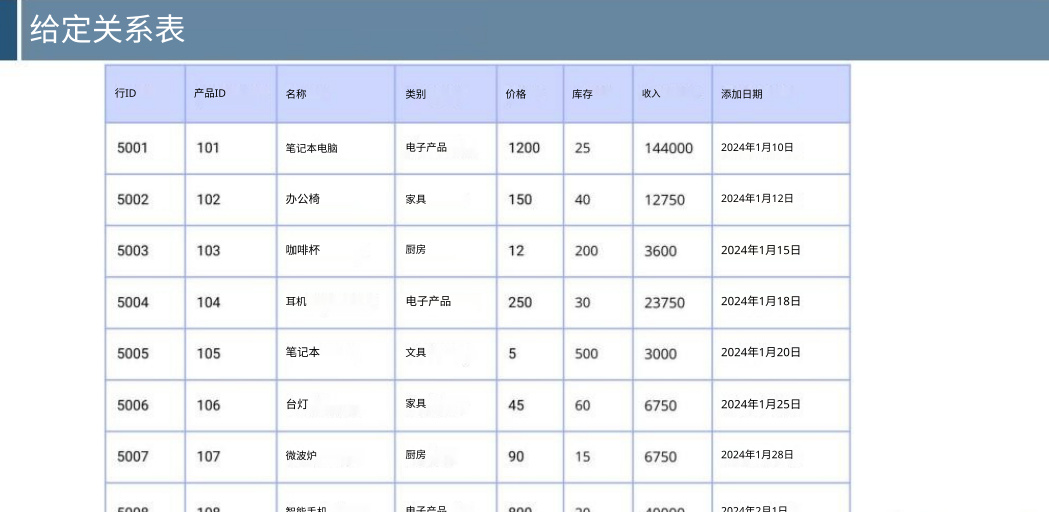 给定关系表
行ID 产品ID 名称 类别 价格 库存 收入 添加日期
5001 101 笔记本电脑 电子产品 1200 25 144000 2024年1月10日
5002 102 办公椅 家具 150 40 12750 2024年1月12日
5003 103 咖啡杯 厨房 12 200 3600 2024年1月15日
5004 104 耳机 电子产品 250 30 23750 2024年1月18日
5005 105 笔记本 文具 5 500 3000 2024年1月20日
5006 106 台灯 家具 45 60 6750 2024年1月25日
5007 107 微波炉 厨房 90 15 6750 2024年1月28日
5008 108 智能手机 电子产品 800 20 40000 2024年2月1日